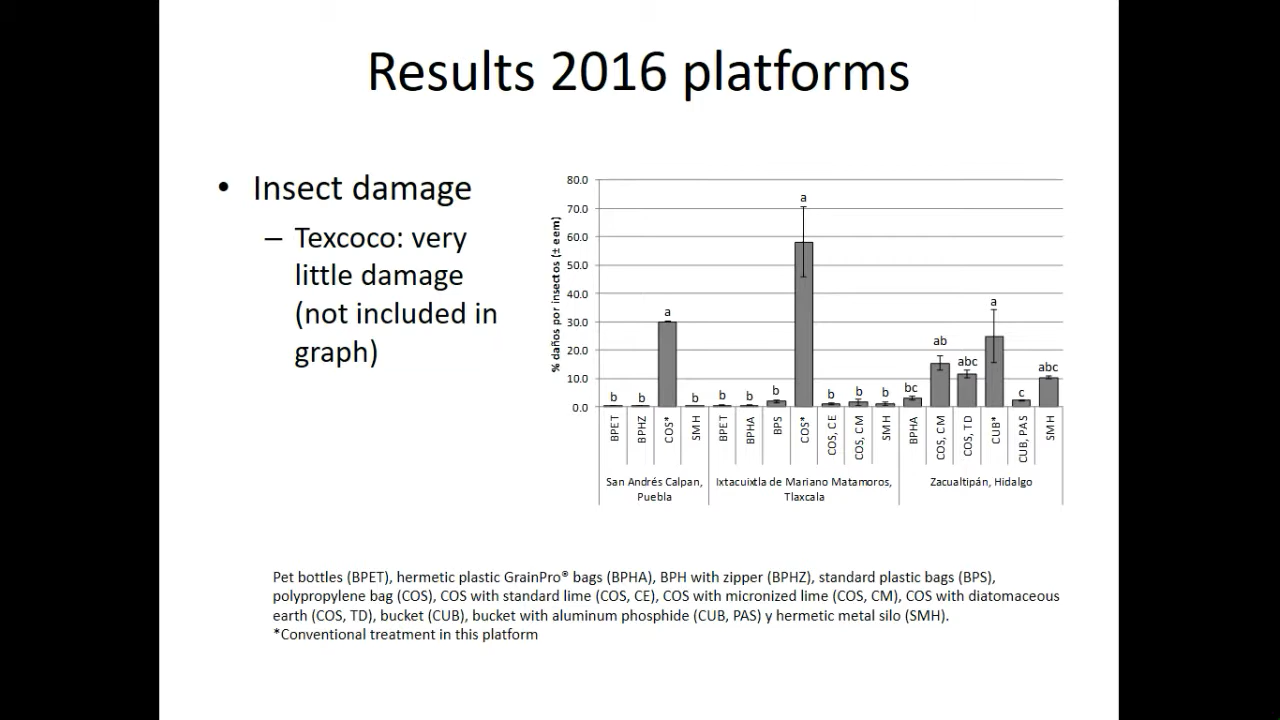 Results 2016 platforms
• Insect damage
– Texcoco: very
little damage
(not included in
graph)
% daños por insectos (± eem)
80.0
70.0
60.0
50.0
40.0
30.0
20.0
10.0
0.0
b b a b b b b a b b b bc ab abc a c abc
BPET BPHZ COS* SMH BPET BPHA BPS COS* COS, CE COS, CM SMH BPHA COS, CM COS, TD CUB* CUB, PAS SMH
San Andrés Calpan,
Puebla
Ixtacuixtla de Mariano Matamoros,
Tlaxcala
Zacualtipán, Hidalgo
Pet bottles (BPET), hermetic plastic GrainPro® bags (BPHA), BPH with zipper (BPHZ), standard plastic bags (BPS),
polypropylene bag (COS), COS with standard lime (COS, CE), COS with micronized lime (COS, CM), COS with diatomaceous
earth (COS, TD), bucket (CUB), bucket with aluminum phosphide (CUB, PAS) y hermetic metal silo (SMH).
*Conventional treatment in this platform